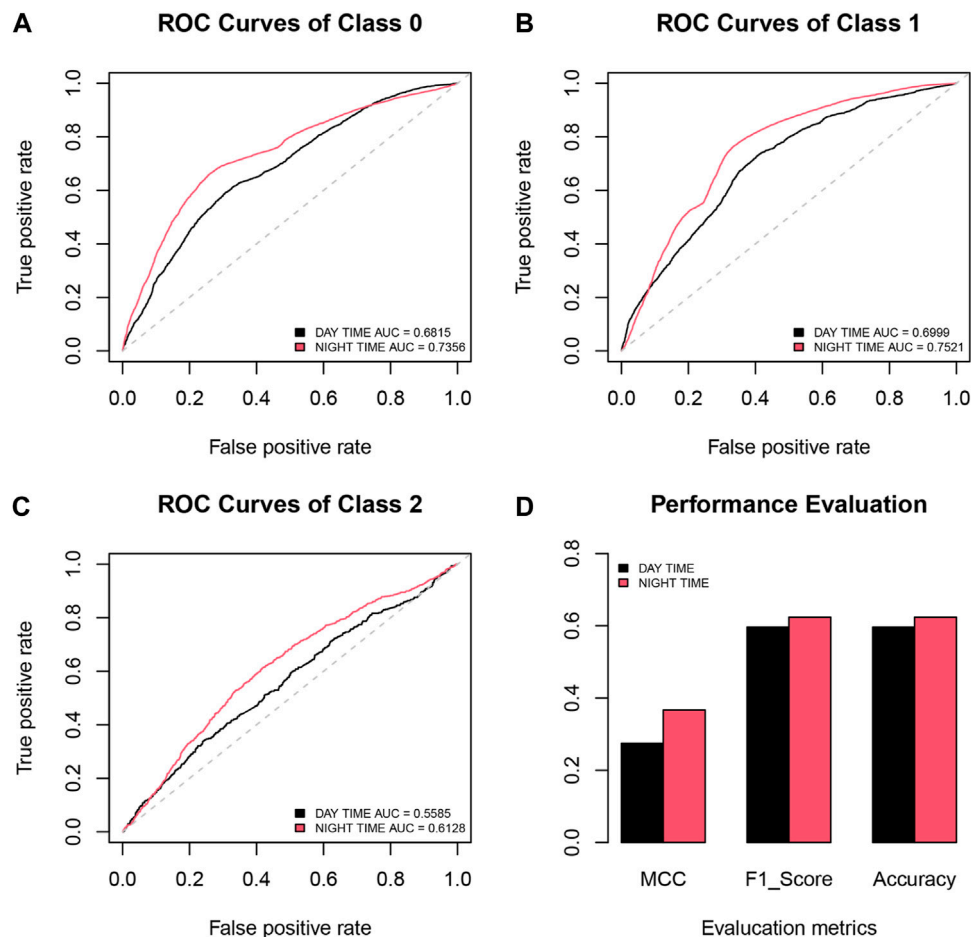 A
ROC Curves of Class 0
True positive rate
1.0
0.8
0.6
0.4
0.2
0.0
DAY TIME AUC = 0.6815
NIGHT TIME AUC = 0.7356
0.0 0.2 0.4 0.6 0.8 1.0
False positive rate
B
ROC Curves of Class 1
True positive rate
1.0
0.8
0.6
0.4
0.2
0.0
DAY TIME AUC = 0.6999
NIGHT TIME AUC = 0.7521
0.0 0.2 0.4 0.6 0.8 1.0
False positive rate
C
ROC Curves of Class 2
True positive rate
1.0
0.8
0.6
0.4
0.2
0.0
DAY TIME AUC = 0.5585
NIGHT TIME AUC = 0.6128
0.0 0.2 0.4 0.6 0.8 1.0
False positive rate
D
Performance Evaluation
0.8
0.6
0.4
0.2
0.0
DAY TIME
NIGHT TIME
MCC F1_Score Accuracy
Evalucation metrics